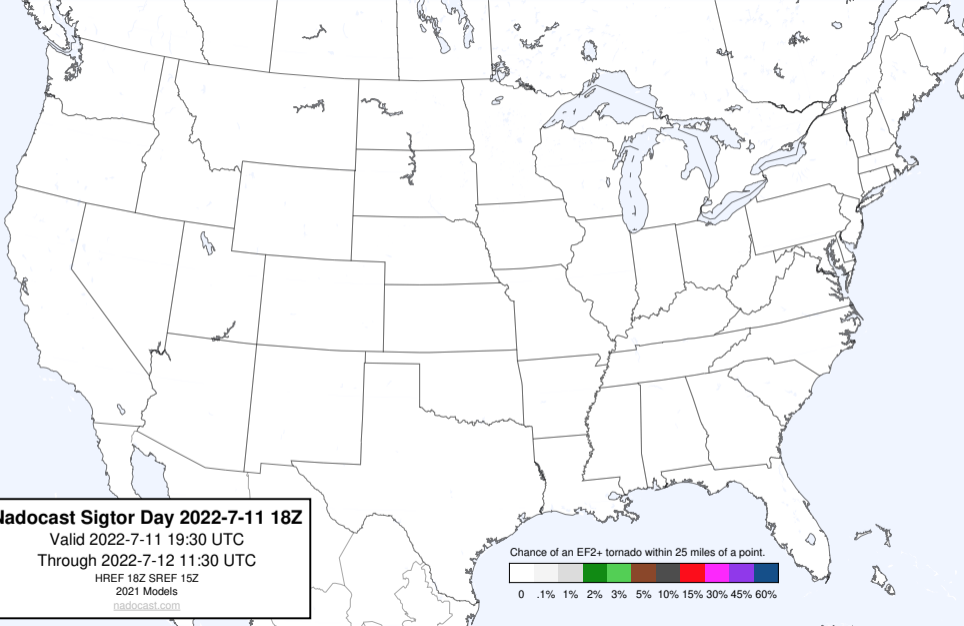 Nadocast Sigtor Day 2022-7-11 18Z
Valid 2022-7-11 19:30 UTC
Through 2022-7-12 11:30 UTC
HREF 18Z SREF 15Z
2021 Models
nadocast.com
Chance of an EF2+ tornado within 25 miles of a point.
0 .1% 1% 2% 3% 5% 10% 15% 30% 45% 60%